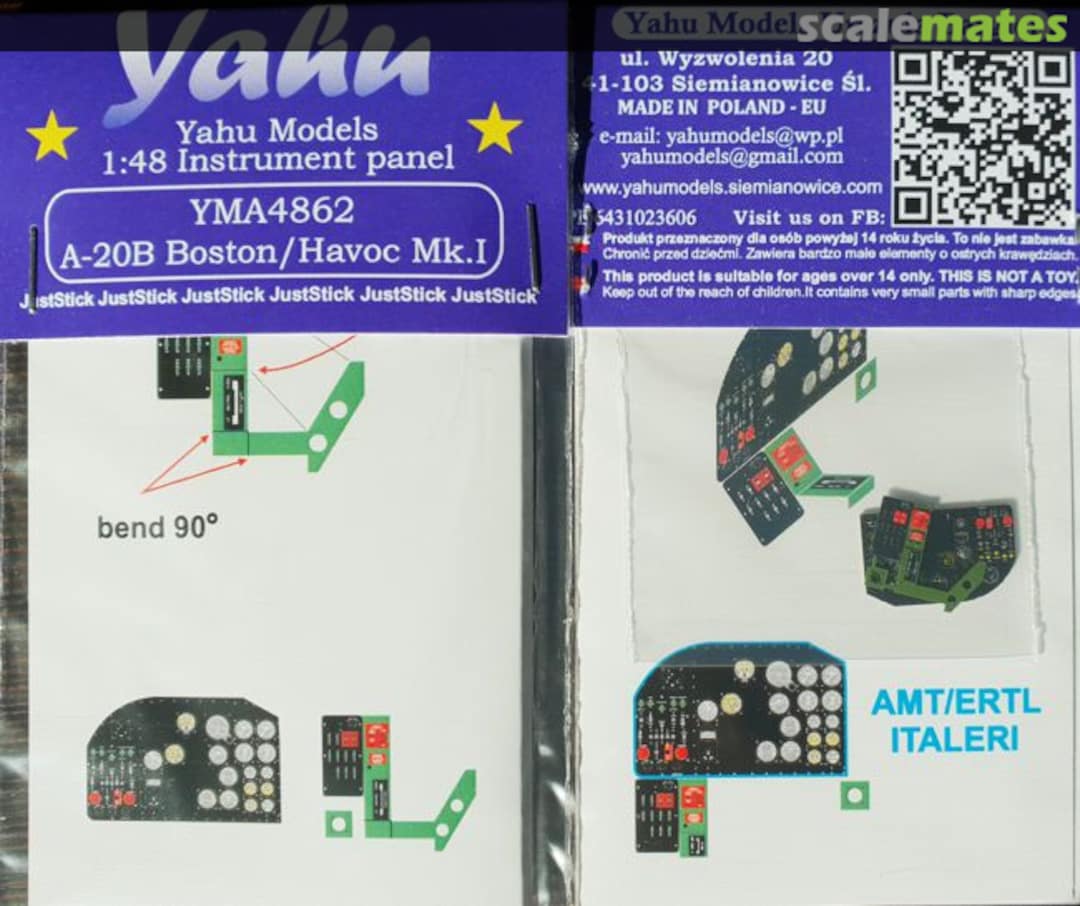 yahu
Yahu Models
1:48 Instrument panel
YMA4862
A-20B Boston/Havoc Mk.I
JustStick JustStick JustStick JustStick JustStick JustStick
bend 90°
scalemates
Yahu Models
ul. Wyzwolenia 20
41-103 Siemianowice Śl.
MADE IN POLAND - EU
e-mail: yahumodels@wp.pl
yahumodels@gmail.com
www.yahumodels.siemianowice.com
6431023606 Visit us on FB:
Produkt przeznaczony dla osób powyżej 14 roku życia. To nie jest zabawka
Chronić przed dziećmi. Zawiera bardzo małe elementy o ostrych krawędziach.
This product is suitable for ages over 14 only. THIS IS NOT A TOY.
Keep out of the reach of children.It contains very small parts with sharp edges
AMT/ERTL
ITALERI